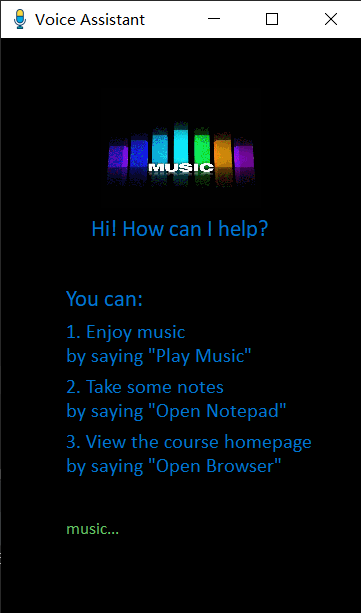 Voice Assistant
MUSIC
Hi! How can I help?
You can:
1. Enjoy music
by saying "Play Music"
2. Take some notes
by saying "Open Notepad"
3. View the course homepage
by saying "Open Browser"
music...